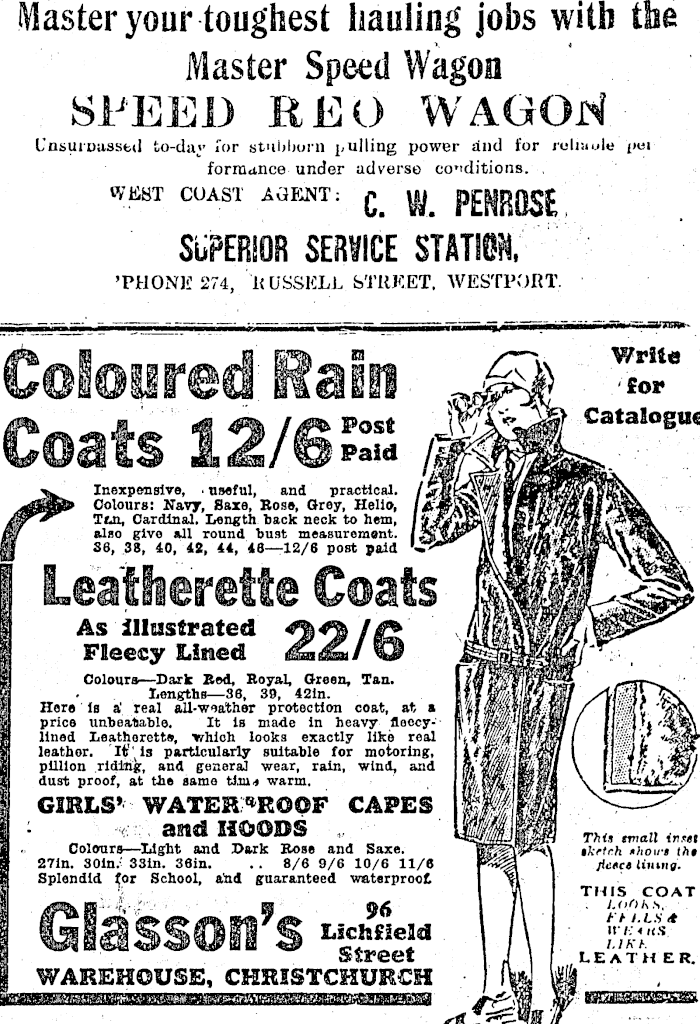 Master your toughest hauling jobs with the
Master Speed Wagon
SPEED REO WAGON
Unsurpassed to-day for stubborn pulling power and for reliable per
formance under adverse conditions.
WEST COAST AGENT: C. W. PENROSE
SUPERIOR SERVICE STATION,
'PHONE 274, RUSSELL STREET, WESTPORT.
Coloured Rain
Coats 12/6 Post Paid
Inexpensive, useful, and practical.
Colours: Navy, Saxe, Rose, Grey, Helio,
Tan, Cardinal. Length back neck to hem,
also give all round bust measurement.
36, 38, 40, 42, 44, 46—12/6 post paid
Leatherette Coats
As illustrated
Fleecy Lined 22/6
Colours—Dark Red, Royal, Green, Tan.
Lengths—36, 39, 42in.
Here is a real all-weather protection coat, at a
price unbeatable. It is made in heavy fleecy-
lined Leatherette, which looks exactly like real
leather. It is particularly suitable for motoring,
pillion riding, and general wear, rain, wind, and
dust proof, at the same time warm.
GIRLS' WATERPROOF CAPES
and HOODS
Colours—Light and Dark Rose and Saxe.
27in. 30in. 33in. 36in. .. 8/6 9/6 10/6 11/6
Splendid for School, and guaranteed waterproof.
Glasson's 96
Lichfield
Street
WAREHOUSE, CHRISTCHURCH
Write
for
Catalogue
This small inset
sketch shows the
fleece lining.
THIS COAT
LOOKS,
FEELS &
WEARS
LIKE
LEATHER.